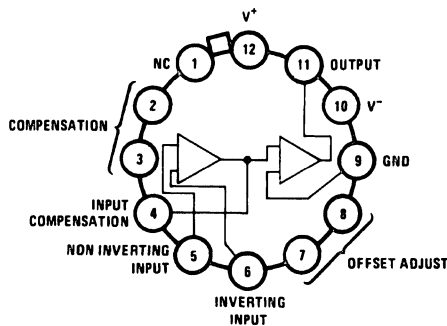 V+
12
NC
1
11
OUTPUT
2
10
V−
COMPENSATION
3
9
GND
INPUT
COMPENSATION
4
8
NON INVERTING
INPUT
5
7
OFFSET ADJUST
6
INVERTING
INPUT